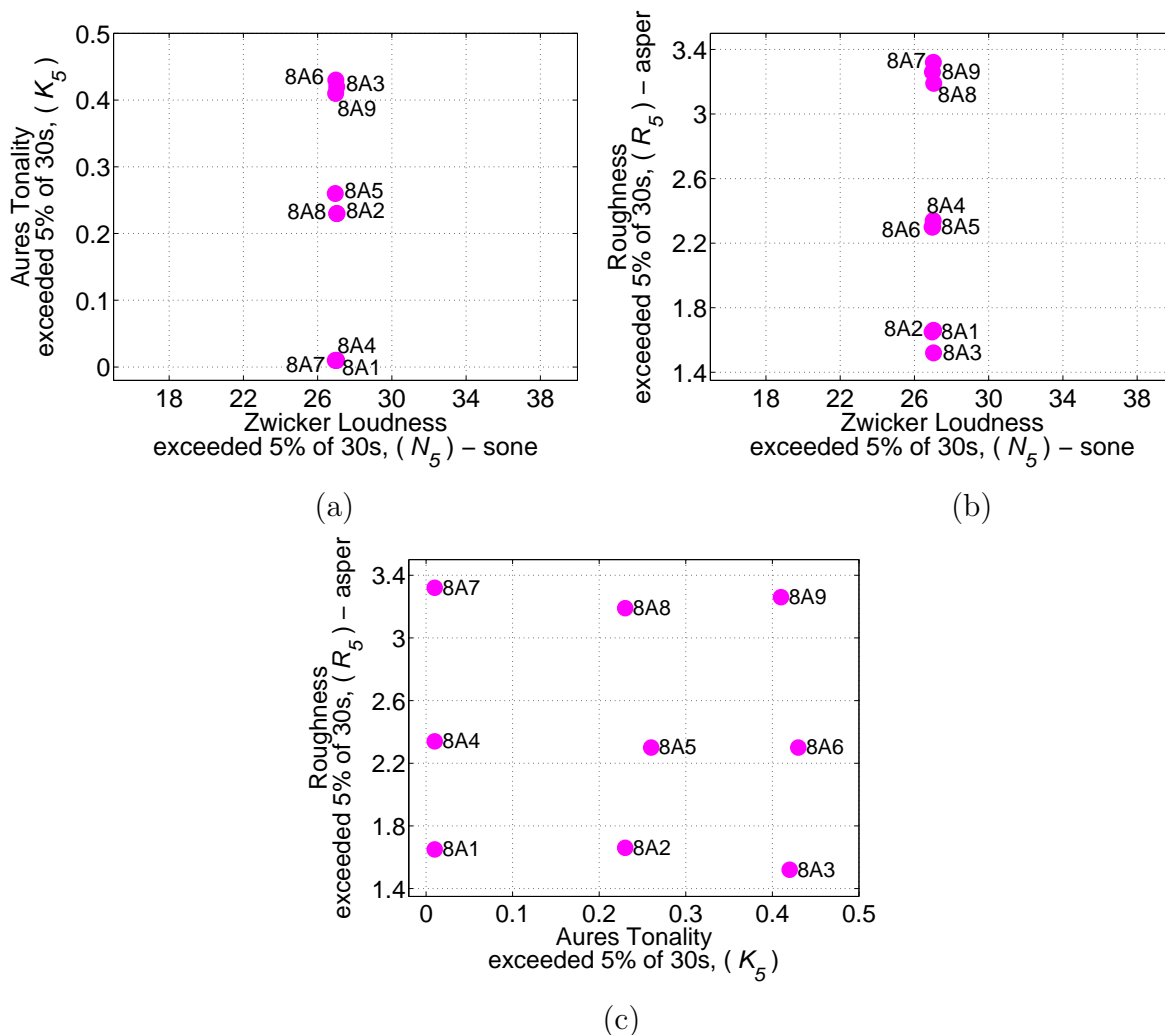 0.5
0.4
0.3
0.2
0.1
0
Aures Tonality
exceeded 5% of 30s, ( K5 )
8A6
8A3
8A9
8A5
8A8
8A2
8A4
8A7
8A1
18 22 26 30 34 38
Zwicker Loudness
exceeded 5% of 30s, ( N5 ) − sone
(a)
3.4
3
2.6
2.2
1.8
1.4
Roughness
exceeded 5% of 30s, ( R5 ) − asper
8A7
8A9
8A8
8A4
8A6
8A5
8A2
8A1
8A3
18 22 26 30 34 38
Zwicker Loudness
exceeded 5% of 30s, ( N5 ) − sone
(b)
3.4
3
2.6
2.2
1.8
1.4
Roughness
exceeded 5% of 30s, ( R5 ) − asper
8A7
8A8
8A9
8A4
8A5
8A6
8A1
8A2
8A3
0 0.1 0.2 0.3 0.4 0.5
Aures Tonality
exceeded 5% of 30s, ( K5 )
(c)